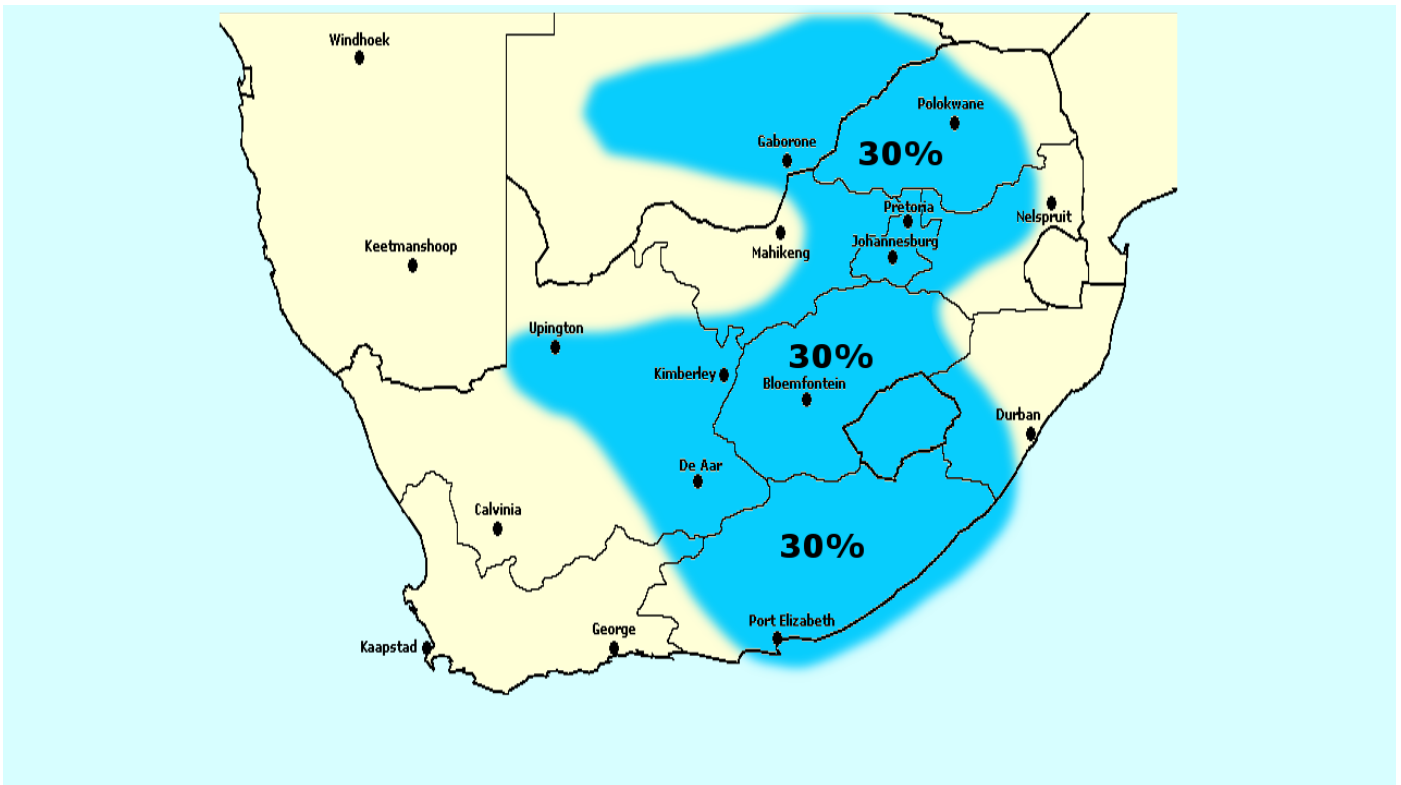 Windhoek
Polokwane
Gaborone
30%
Pretoria
Nelspruit
Johannesburg
Mahikeng
Keetmanshoop
Upington
30%
Kimberley
Bloemfontein
Durban
De Aar
Calvinia
30%
Port Elizabeth
George
Kaapstad